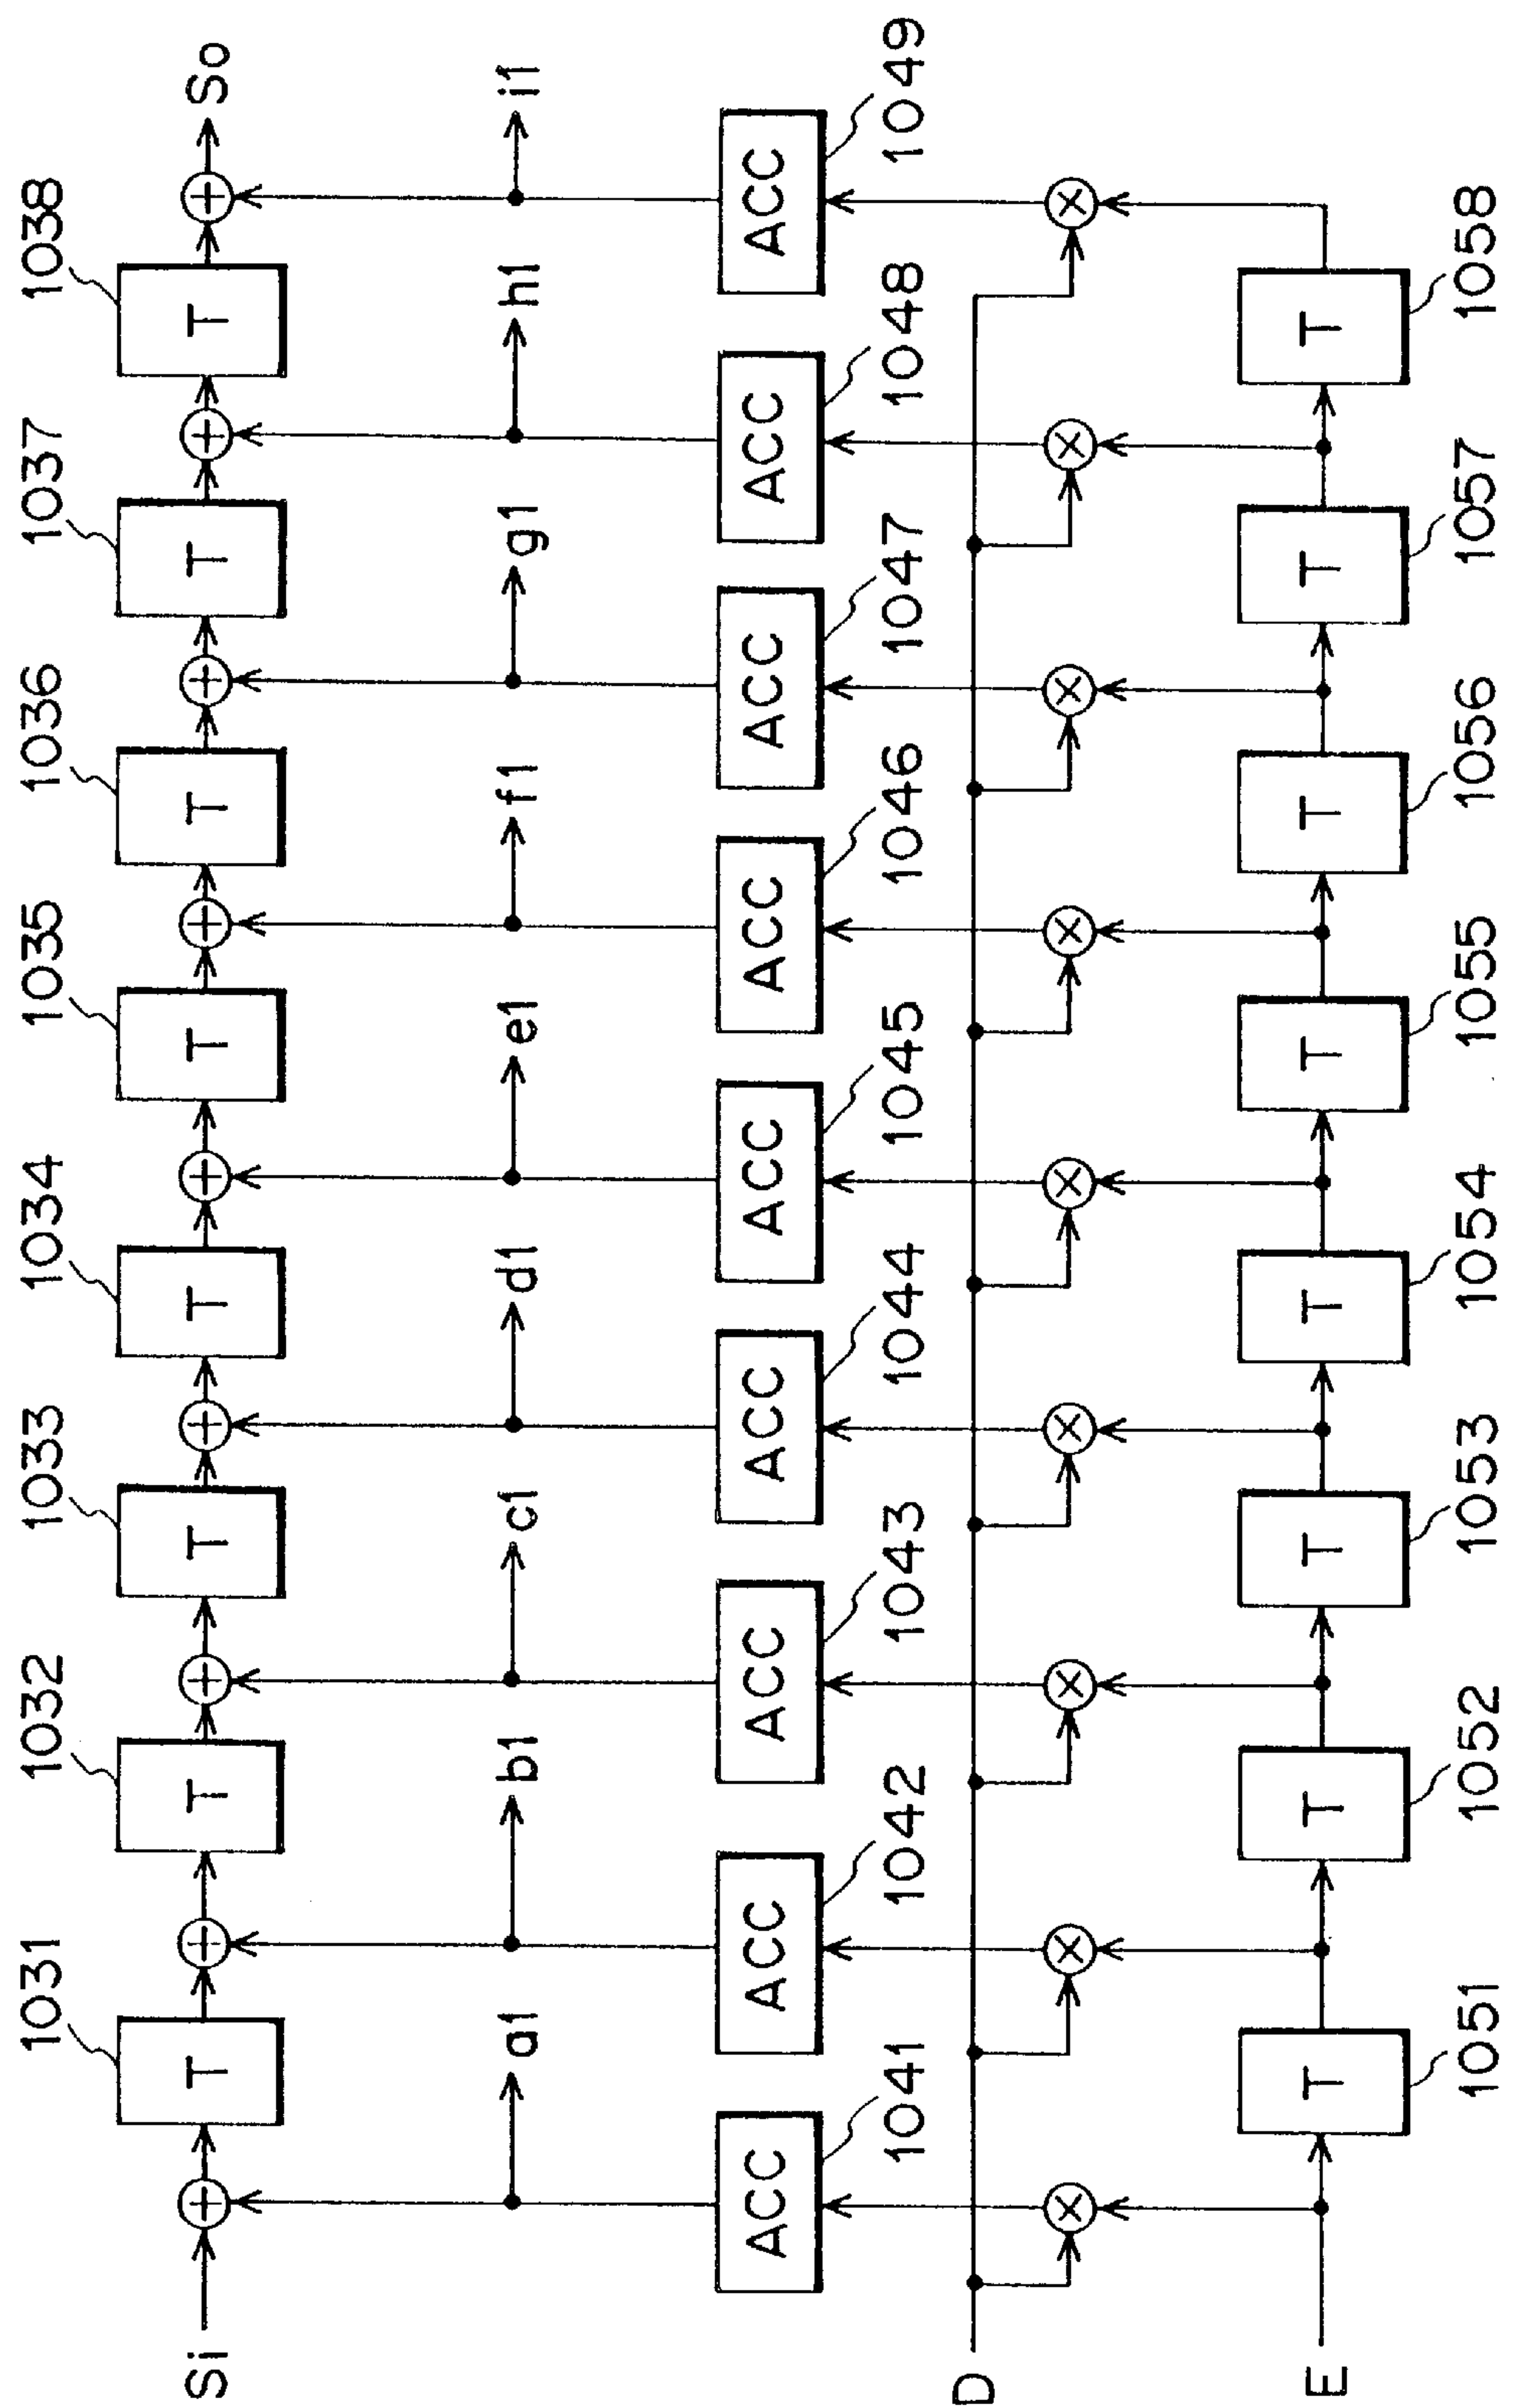 1031 1032 1033 1034 1035 1036 1037 1038
T T T T T T T T
Si So
a1 b1 c1 d1 e1 f1 g1 h1 i1
ACC ACC ACC ACC ACC ACC ACC ACC ACC
1041 1042 1043 1044 1045 1046 1047 1048 1049
D
E
T T T T T T T T
1051 1052 1053 1054 1055 1056 1057 1058